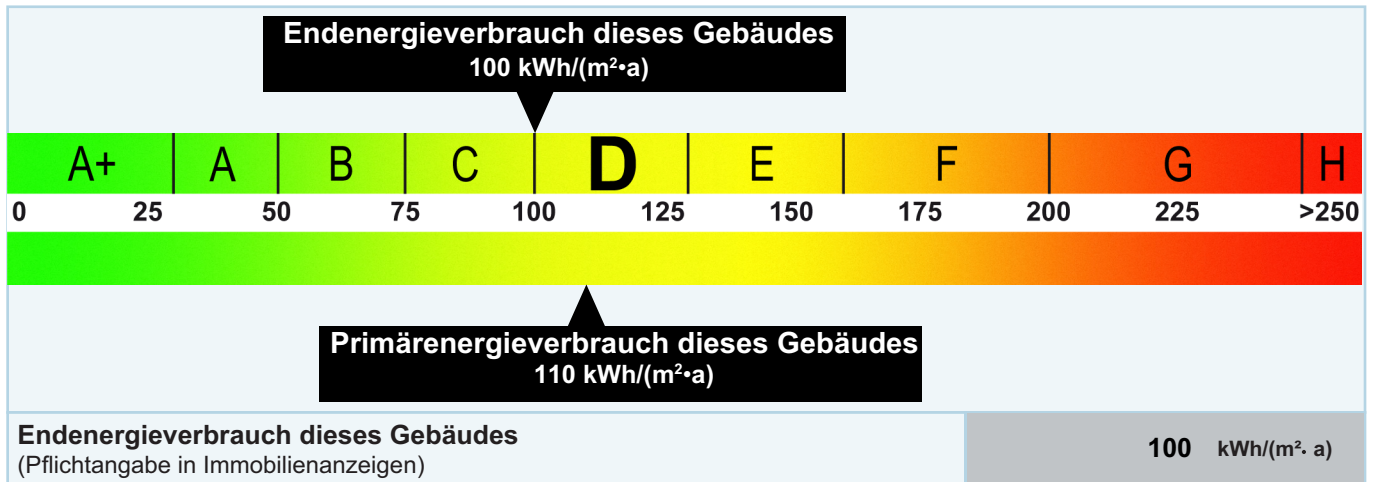 Endenergieverbrauch dieses Gebäudes
100 kWh/(m²•a)
A+ A B C D E F G H
0 25 50 75 100 125 150 175 200 225 >250
Primärenergieverbrauch dieses Gebäudes
110 kWh/(m²•a)
Endenergieverbrauch dieses Gebäudes
(Pflichtangabe in Immobilienanzeigen)
100 kWh/(m²· a)